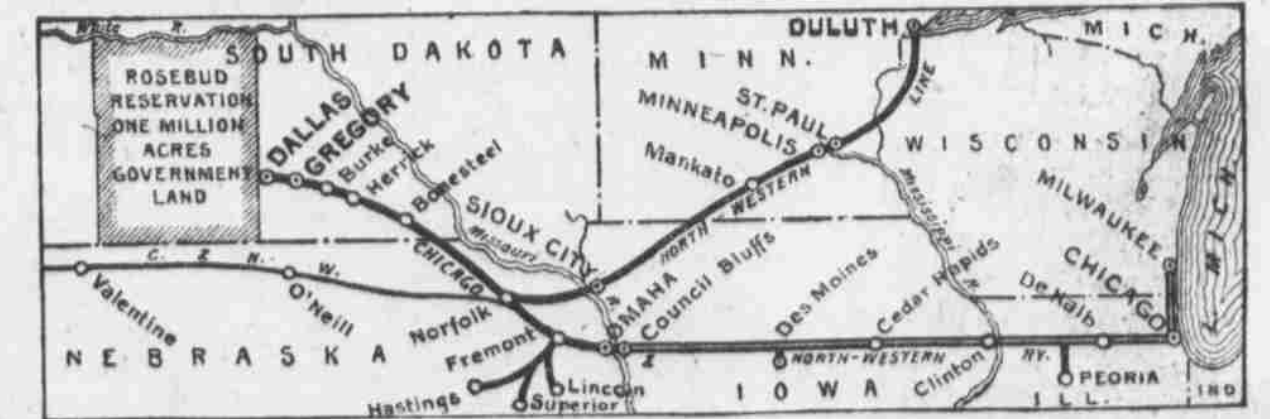 White R.
SOUTH DAKOTA
ROSEBUD
RESERVATION
ONE MILLION
ACRES
GOVERNMENT
LAND
DALLAS
GREGORY
Burke
Herrick
Bonesteel
MINN.
DULUTH
MICH.
LINE
ST. PAUL
MINNEAPOLIS
WISCONSIN
Mankato
NORTH WESTERN
Mississippi R.
MILWAUKEE
L. MICH.
CHICAGO
SIOUX CITY
Missouri R.
CHICAGO
C. & N. W.
Valentine
O'Neill
Norfolk
OMAHA
Council Bluffs
Des Moines
Cedar Rapids
De Kalb
Fremont
NEBRASKA
Hastings
Superior
Lincoln
& NORTH-WESTERN RY.
IOWA
Clinton
PEORIA
ILL.
IND